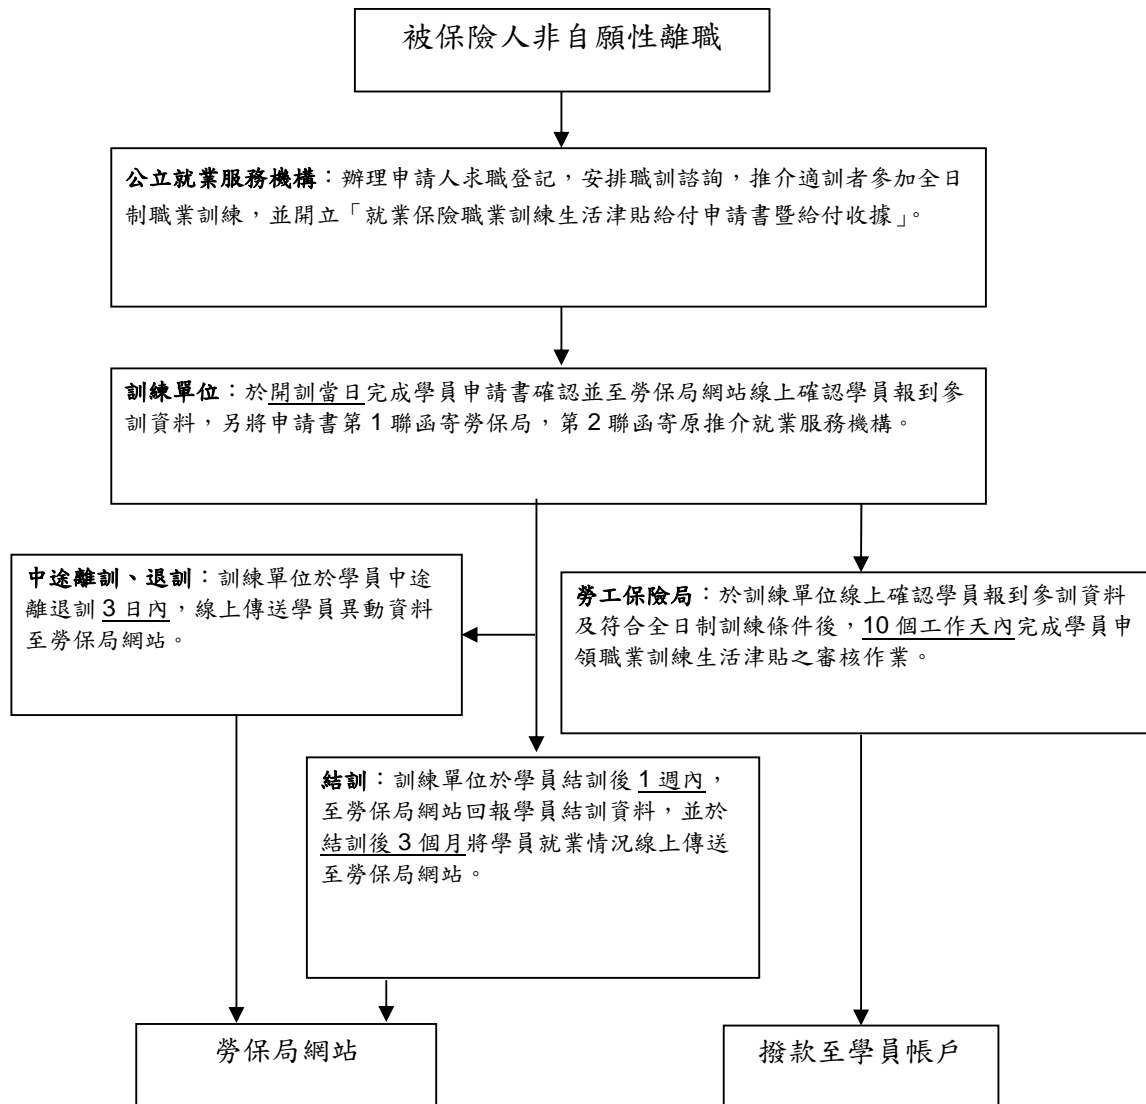 被保險人非自願性離職
公立就業服務機構：辦理申請人求職登記，安排職訓諮詢，推介適訓者參加全日
制職業訓練，並開立「就業保險職業訓練生活津貼給付申請書暨給付收據」。
訓練單位：於開訓當日完成學員申請書確認並至勞保局網站線上確認學員報到參
訓資料，另將申請書第 1 聯函寄勞保局，第 2 聯函寄原推介就業服務機構。
中途離訓、退訓：訓練單位於學員中途
離退訓 3 日內，線上傳送學員異動資料
至勞保局網站。
勞工保險局：於訓練單位線上確認學員報到參訓資料
及符合全日制訓練條件後，10 個工作天內完成學員申
領職業訓練生活津貼之審核作業。
結訓：訓練單位於學員結訓後 1 週內，
至勞保局網站回報學員結訓資料，並於
結訓後 3 個月將學員就業情況線上傳送
至勞保局網站。
勞保局網站
撥款至學員帳戶